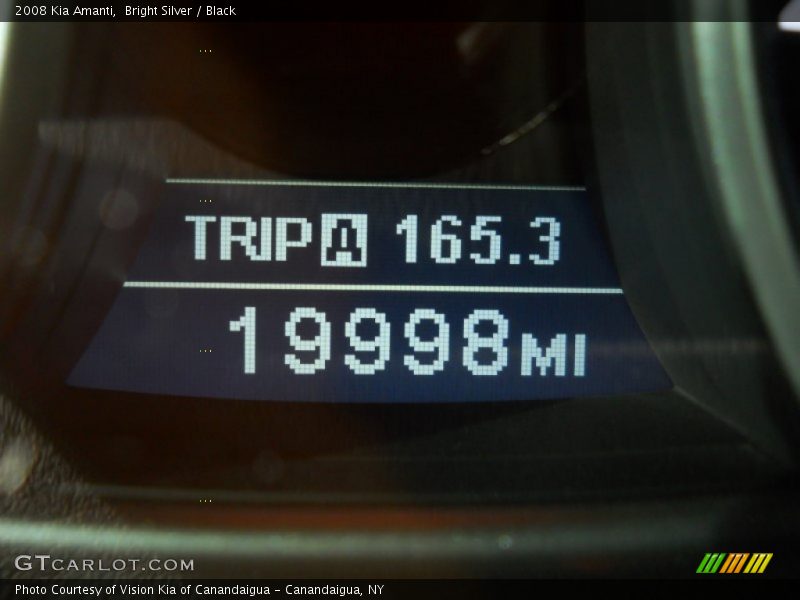 2008 Kia Amanti,  Bright Silver / Black
TRIP A 165.3
19998 MI
GTCARLOT.COM
Photo Courtesy of Vision Kia of Canandaigua - Canandaigua, NY